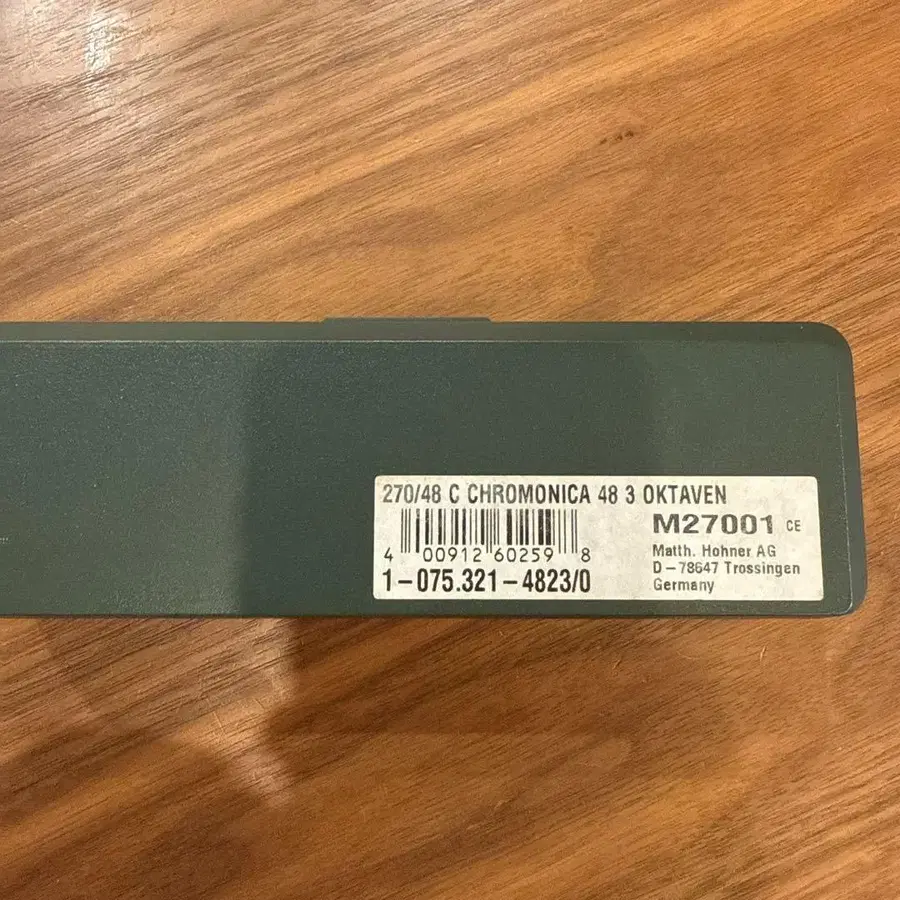 270/48 C CHROMONICA 48 3 OKTAVEN
M27001 CE
4 00912 60259 8
Matth. Hohner AG
D-78647 Trossingen
Germany
1-075.321-4823/0